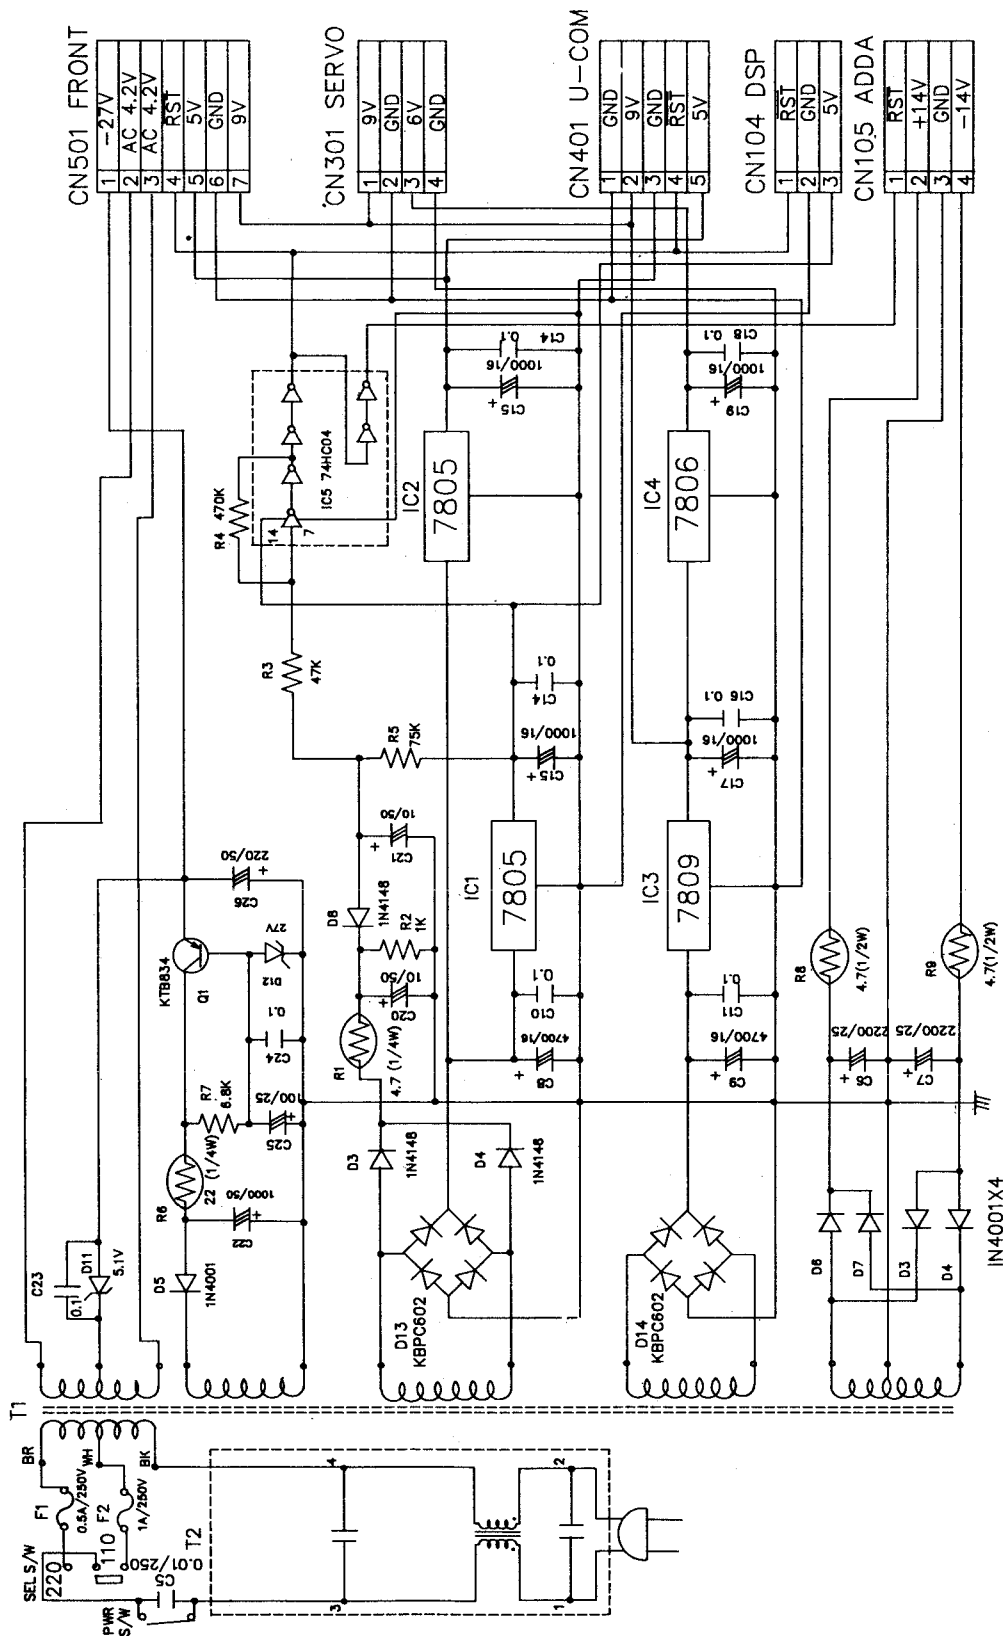 CN501 FRONT
1 -27V
2 AC 4.2V
3 AC 4.2V
4 RST
5 5V
6 GND
7 9V
CN301 SERVO
1 9V
2 GND
3 6V
4 GND
CN401 U-COM
1 GND
2 9V
3 GND
4 RST
5 5V
CN104 DSP
1 RST
2 GND
3 5V
CN105 ADDA
1 RST
2 +14V
3 GND
4 -14V
T1
BR
WH
BK
F1
0.5A/250V
F2
1A/250V
SEL S/W
220
110
0.01/250
C5
PWR
S/W
T2
3
4
1
2
C23
0.1
D11
5.1V
D5
1N4001
R6
22 (1/4W)
1000/50
R7
6.8K
100/25
C25
C24
0.1
KTB834
Q1
D12
27V
C26
220/50
D3
1N4148
D4
1N4148
D13
KBPC602
R1
4.7 (1/4W)
C20
10/50
R2
1K
D8
1N4148
C21
10/50
R5
75K
R3
47K
R4 470K
14
7
IC5 74HC04
C8
4700/16
C10
0.1
IC1
7805
C15
1000/16
C14
0.1
IC2
7805
C15
1000/16
C14
0.1
D14
KBPC602
C9
4700/16
C11
0.1
IC3
7809
C17
1000/16
C16 0.1
IC4
7806
C19
1000/16
C18
0.1
D6
D7
D3
D4
IN4001X4
C6
2200/25
C7
2200/25
R8
4.7(1/2W)
R9
4.7(1/2W)